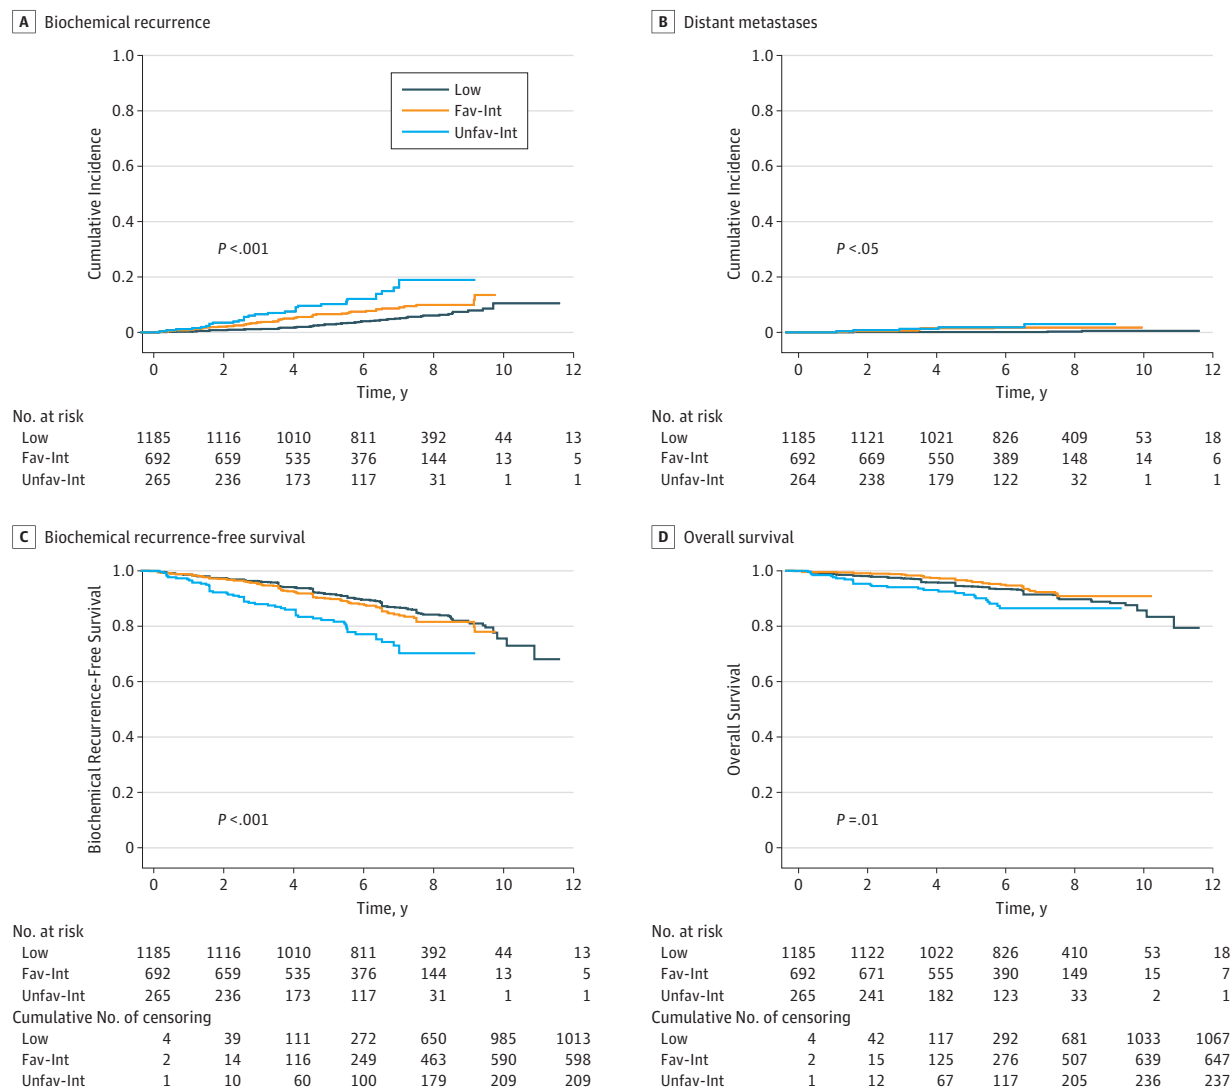 A Biochemical recurrence
1.0
0.8
0.6
0.4
0.2
0
Cumulative Incidence
Low
Fav-Int
Unfav-Int
P <.001
0 2 4 6 8 10 12
Time, y
No. at risk
Low 1185 1116 1010 811 392 44 13
Fav-Int 692 659 535 376 144 13 5
Unfav-Int 265 236 173 117 31 1 1
B Distant metastases
1.0
0.8
0.6
0.4
0.2
0
Cumulative Incidence
P <.05
0 2 4 6 8 10 12
Time, y
No. at risk
Low 1185 1121 1021 826 409 53 18
Fav-Int 692 669 550 389 148 14 6
Unfav-Int 264 238 179 122 32 1 1
C Biochemical recurrence-free survival
1.0
0.8
0.6
0.4
0.2
0
Biochemical Recurrence-Free Survival
P <.001
0 2 4 6 8 10 12
Time, y
No. at risk
Low 1185 1116 1010 811 392 44 13
Fav-Int 692 659 535 376 144 13 5
Unfav-Int 265 236 173 117 31 1 1
Cumulative No. of censoring
Low 4 39 111 272 650 985 1013
Fav-Int 2 14 116 249 463 590 598
Unfav-Int 1 10 60 100 179 209 209
D Overall survival
1.0
0.8
0.6
0.4
0.2
0
Overall Survival
P =.01
0 2 4 6 8 10 12
Time, y
No. at risk
Low 1185 1122 1022 826 410 53 18
Fav-Int 692 671 555 390 149 15 7
Unfav-Int 265 241 182 123 33 2 1
Cumulative No. of censoring
Low 4 42 117 292 681 1033 1067
Fav-Int 2 15 125 276 507 639 647
Unfav-Int 1 12 67 117 205 236 237